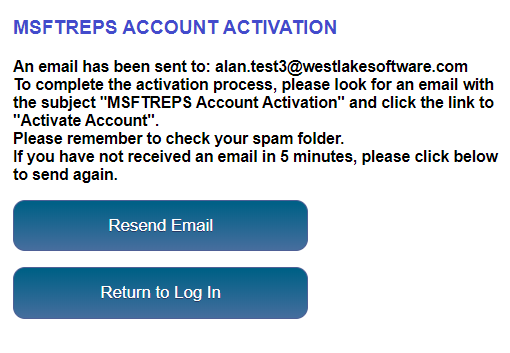 MSFTREPS ACCOUNT ACTIVATION
An email has been sent to: alan.test3@westlakesoftware.com
To complete the activation process, please look for an email with
the subject "MSFTREPS Account Activation" and click the link to
"Activate Account".
Please remember to check your spam folder.
If you have not received an email in 5 minutes, please click below
to send again.
Resend Email
Return to Log In